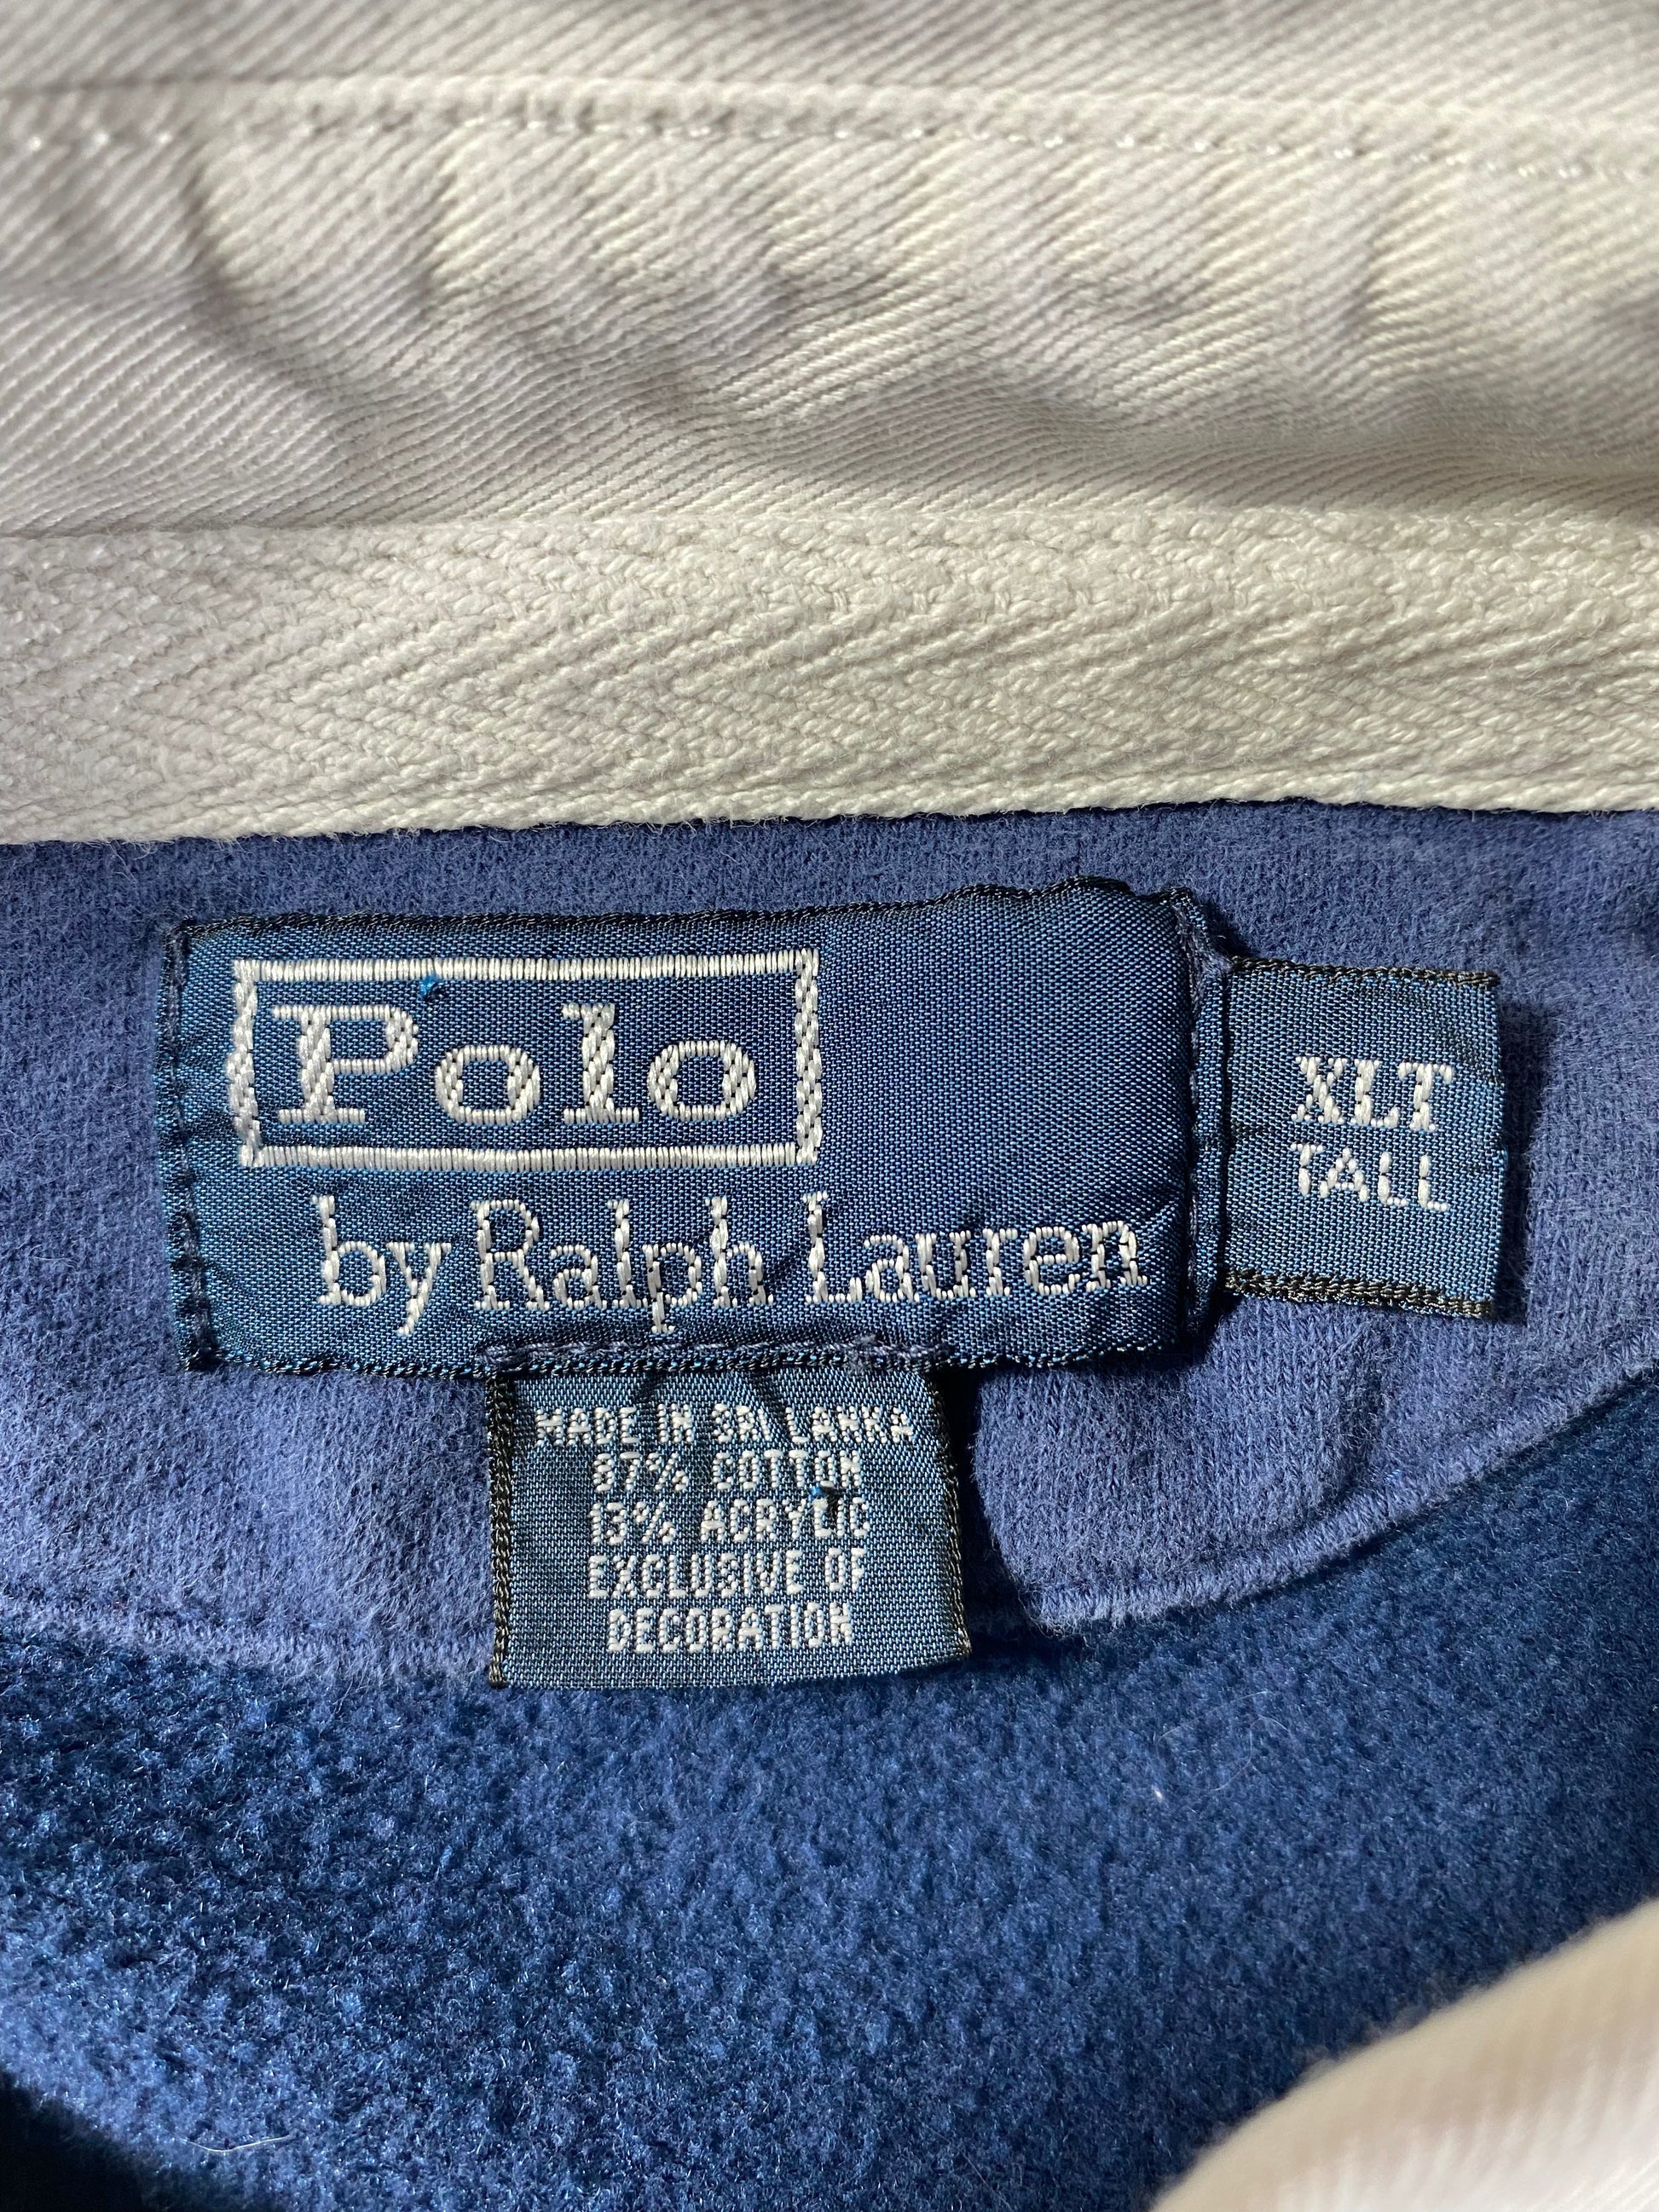 Polo
by Ralph Lauren
XLT
TALL
MADE IN SRI LANKA
87% COTTON
13% ACRYLIC
EXCLUSIVE OF
DECORATION